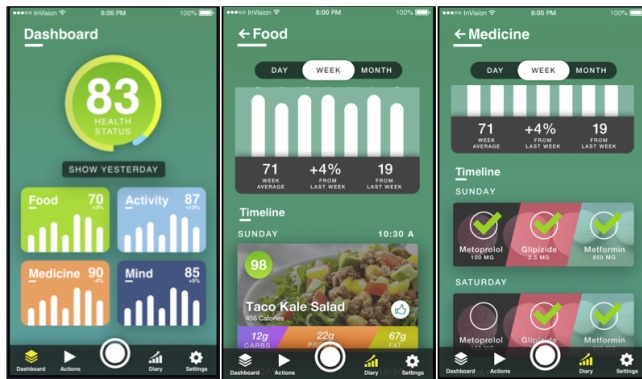 ●●●●○ InVision 8:00 PM 100%
Dashboard
83
HEALTH
STATUS
SHOW YESTERDAY
Food 70
Activity 87
Medicine 90
Mind 85
Dashboard Actions Diary Settings
●●●●○ InVision 8:00 PM 100%
← Food
DAY WEEK MONTH
71 +4% 19
WEEK AVERAGE FROM LAST WEEK FROM LAST WEEK
Timeline
SUNDAY 10:30 A
98
Taco Kale Salad
456 Calories
12g 22g 67g
CARBS FAT
Dashboard Actions Diary Settings
●●●●○ InVision 8:00 PM 100%
← Medicine
DAY WEEK MONTH
71 +4% 19
WEEK AVERAGE FROM LAST WEEK FROM LAST WEEK
Timeline
SUNDAY
Metoprolol Glipizide Metformin
100 MG 2.5 MG 850 MG
SATURDAY
Metoprolol Glipizide Metformin
Dashboard Actions Diary Settings